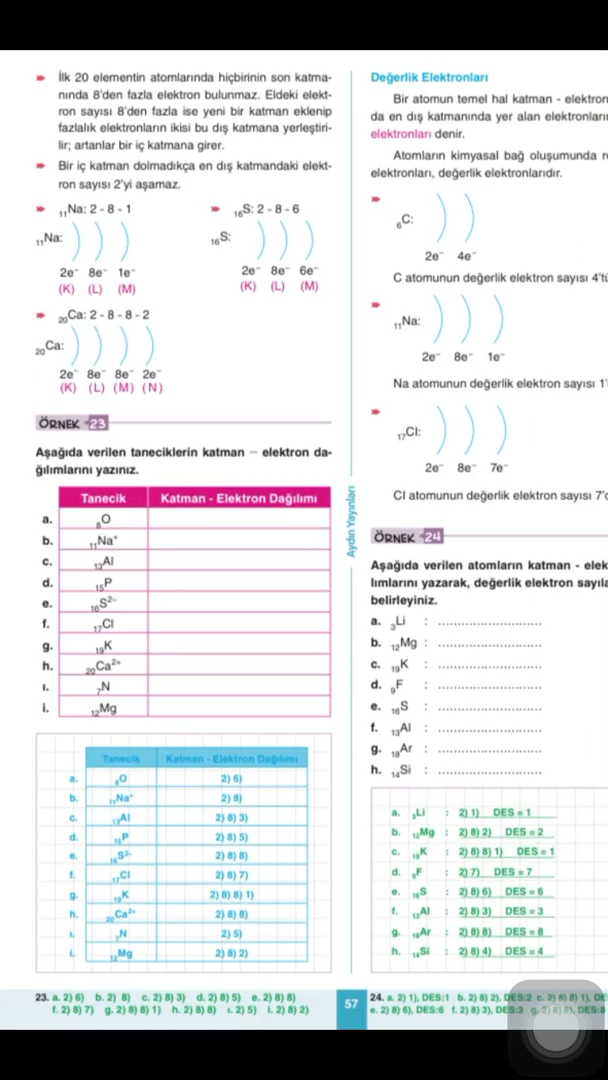 İlk 20 elementin atomlarında hiçbirinin son katma-
nında 8'den fazla elektron bulunmaz. Eldeki elekt-
ron sayısı 8'den fazla ise yeni bir katman eklenip
fazlalık elektronların ikisi bu dış katmana yerleştiri-
lir; artanlar bir iç katmana girer.
Bir iç katman dolmadıkça en dış katmandaki elekt-
ron sayısı 2'yi aşamaz.
₁₁Na: 2 - 8 - 1
₁₁Na:
2e⁻ 8e⁻ 1e⁻
(K) (L) (M)
₁₆S: 2 - 8 - 6
₁₆S:
2e⁻ 8e⁻ 6e⁻
(K) (L) (M)
₂₀Ca: 2 - 8 - 8 - 2
₂₀Ca:
2e⁻ 8e⁻ 8e⁻ 2e⁻
(K) (L) (M) (N)
ÖRNEK 23
Aşağıda verilen taneciklerin katman – elektron da-
ğılımlarını yazınız.
Tanecik Katman - Elektron Dağılımı
a. ₈O
b. ₁₁Na⁺
c. ₁₃Al
d. ₁₅P
e. ₁₆S²⁻
f. ₁₇Cl
g. ₁₉K
h. ₂₀Ca²⁺
ı. ₇N
i. ₁₂Mg
Tanecik Katman - Elektron Dağılımı
a. ₈O 2) 6)
b. ₁₁Na⁺ 2) 8)
c. ₁₃Al 2) 8) 3)
d. ₁₅P 2) 8) 5)
e. ₁₆S²⁻ 2) 8) 8)
f. ₁₇Cl 2) 8) 7)
g. ₁₉K 2) 8) 8) 1)
h. ₂₀Ca²⁺ 2) 8) 8)
ı. ₇N 2) 5)
i. ₁₂Mg 2) 8) 2)
23. a. 2) 6) b. 2) 8) c. 2) 8) 3) d. 2) 8) 5) e. 2) 8) 8)
f. 2) 8) 7) g. 2) 8) 8) 1) h. 2) 8) 8) ı. 2) 5) i. 2) 8) 2)
Aydın Yayınları
57
Değerlik Elektronları
Bir atomun temel hal katman - elektron
da en dış katmanında yer alan elektronları
elektronları denir.
Atomların kimyasal bağ oluşumunda r
elektronları, değerlik elektronlarıdır.
₆C:
2e⁻ 4e⁻
C atomunun değerlik elektron sayısı 4'tü
₁₁Na:
2e⁻ 8e⁻ 1e⁻
Na atomunun değerlik elektron sayısı 1'
₁₇Cl:
2e⁻ 8e⁻ 7e⁻
Cl atomunun değerlik elektron sayısı 7'd
ÖRNEK 24
Aşağıda verilen atomların katman - elek
lımlarını yazarak, değerlik elektron sayıla
belirleyiniz.
a. ₃Li : ..........................
b. ₁₂Mg : ..........................
c. ₁₉K : ..........................
d. ₉F : ..........................
e. ₁₆S : ..........................
f. ₁₃Al : ..........................
g. ₁₈Ar : ..........................
h. ₁₄Si : ..........................
a. ₃Li : 2) 1) DES = 1
b. ₁₂Mg : 2) 8) 2) DES = 2
c. ₁₉K : 2) 8) 8) 1) DES = 1
d. ₉F : 2) 7) DES = 7
e. ₁₆S : 2) 8) 6) DES = 6
f. ₁₃Al : 2) 8) 3) DES = 3
g. ₁₈Ar : 2) 8) 8) DES = 8
h. ₁₄Si : 2) 8) 4) DES = 4
24. a. 2) 1), DES:1 b. 2) 8) 2), DES:2 c. 2) 8) 8) 1), DE
e. 2) 8) 6), DES:6 f. 2) 8) 3), DES:3 g. 2) 8) 8), DES:8